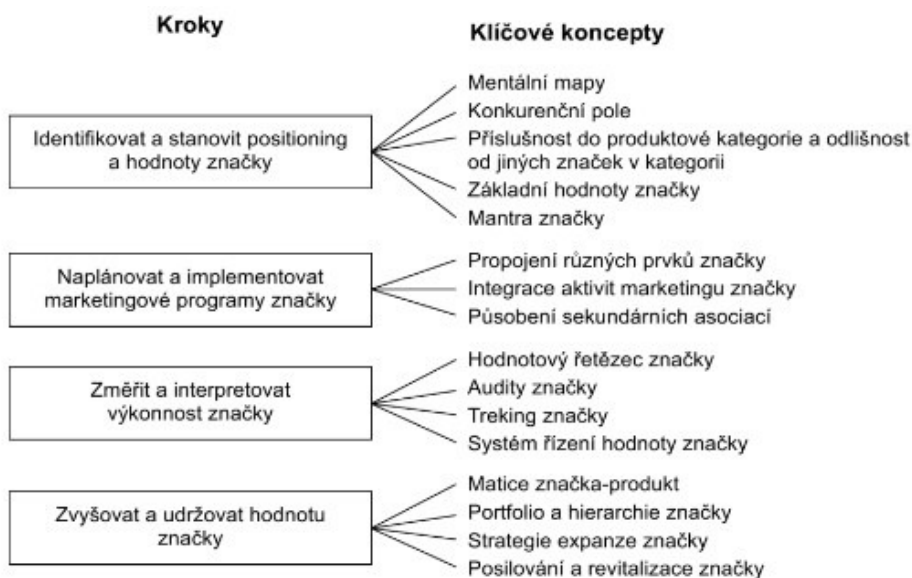 Kroky
Klíčové koncepty
Identifikovat a stanovit positioning
a hodnoty značky
Mentální mapy
Konkurenční pole
Příslušnost do produktové kategorie a odlišnost
od jiných značek v kategorii
Základní hodnoty značky
Mantra značky
Naplánovat a implementovat
marketingové programy značky
Propojení různých prvků značky
Integrace aktivit marketingu značky
Působení sekundárních asociací
Změřit a interpretovat
výkonnost značky
Hodnotový řetězec značky
Audity značky
Treking značky
Systém řízení hodnoty značky
Zvyšovat a udržovat hodnotu
značky
Matice značka-produkt
Portfolio a hierarchie značky
Strategie expanze značky
Posilování a revitalizace značky